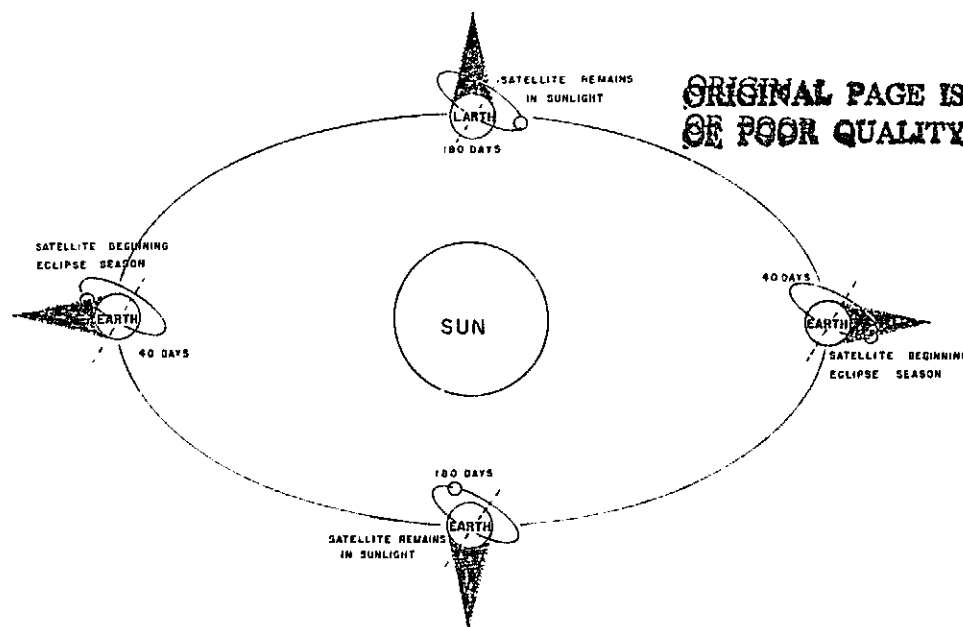 SATELLITE REMAINS
IN SUNLIGHT
ORIGINAL PAGE IS
OF POOR QUALITY
EARTH
180 DAYS
SATELLITE BEGINNING
ECLIPSE SEASON
EARTH
40 DAYS
SUN
40 DAYS
EARTH
SATELLITE BEGINNING
ECLIPSE SEASON
180 DAYS
EARTH
SATELLITE REMAINS
IN SUNLIGHT